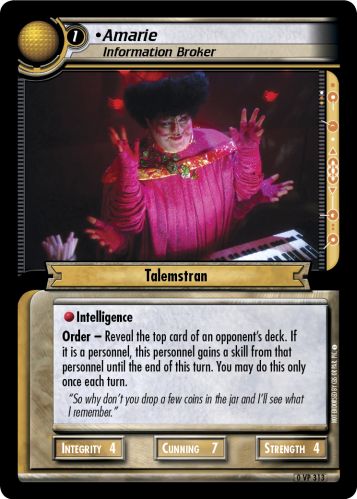 1
•Amarie
Information Broker
Talemstran
Intelligence
Order – Reveal the top card of an opponent's deck. If
it is a personnel, this personnel gains a skill from that
personnel until the end of this turn. You may do this only
once each turn.
"So why don't you drop a few coins in the jar and I'll see what
I remember."
INTEGRITY 4
CUNNING 7
STRENGTH 4
0 VP 313